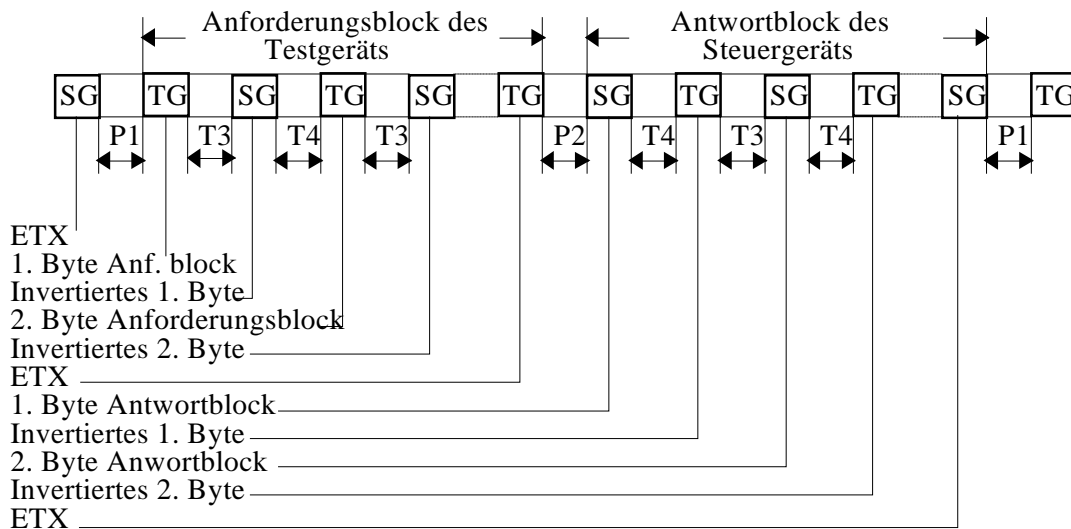 Anforderungsblock des Testgeräts
Antwortblock des Steuergeräts
SG TG SG TG SG TG SG TG SG TG SG TG
P1 T3 T4 T3 P2 T4 T3 T4 P1
ETX
1. Byte Anf. block
Invertiertes 1. Byte
2. Byte Anforderungsblock
Invertiertes 2. Byte
ETX
1. Byte Antwortblock
Invertiertes 1. Byte
2. Byte Anwortblock
Invertiertes 2. Byte
ETX